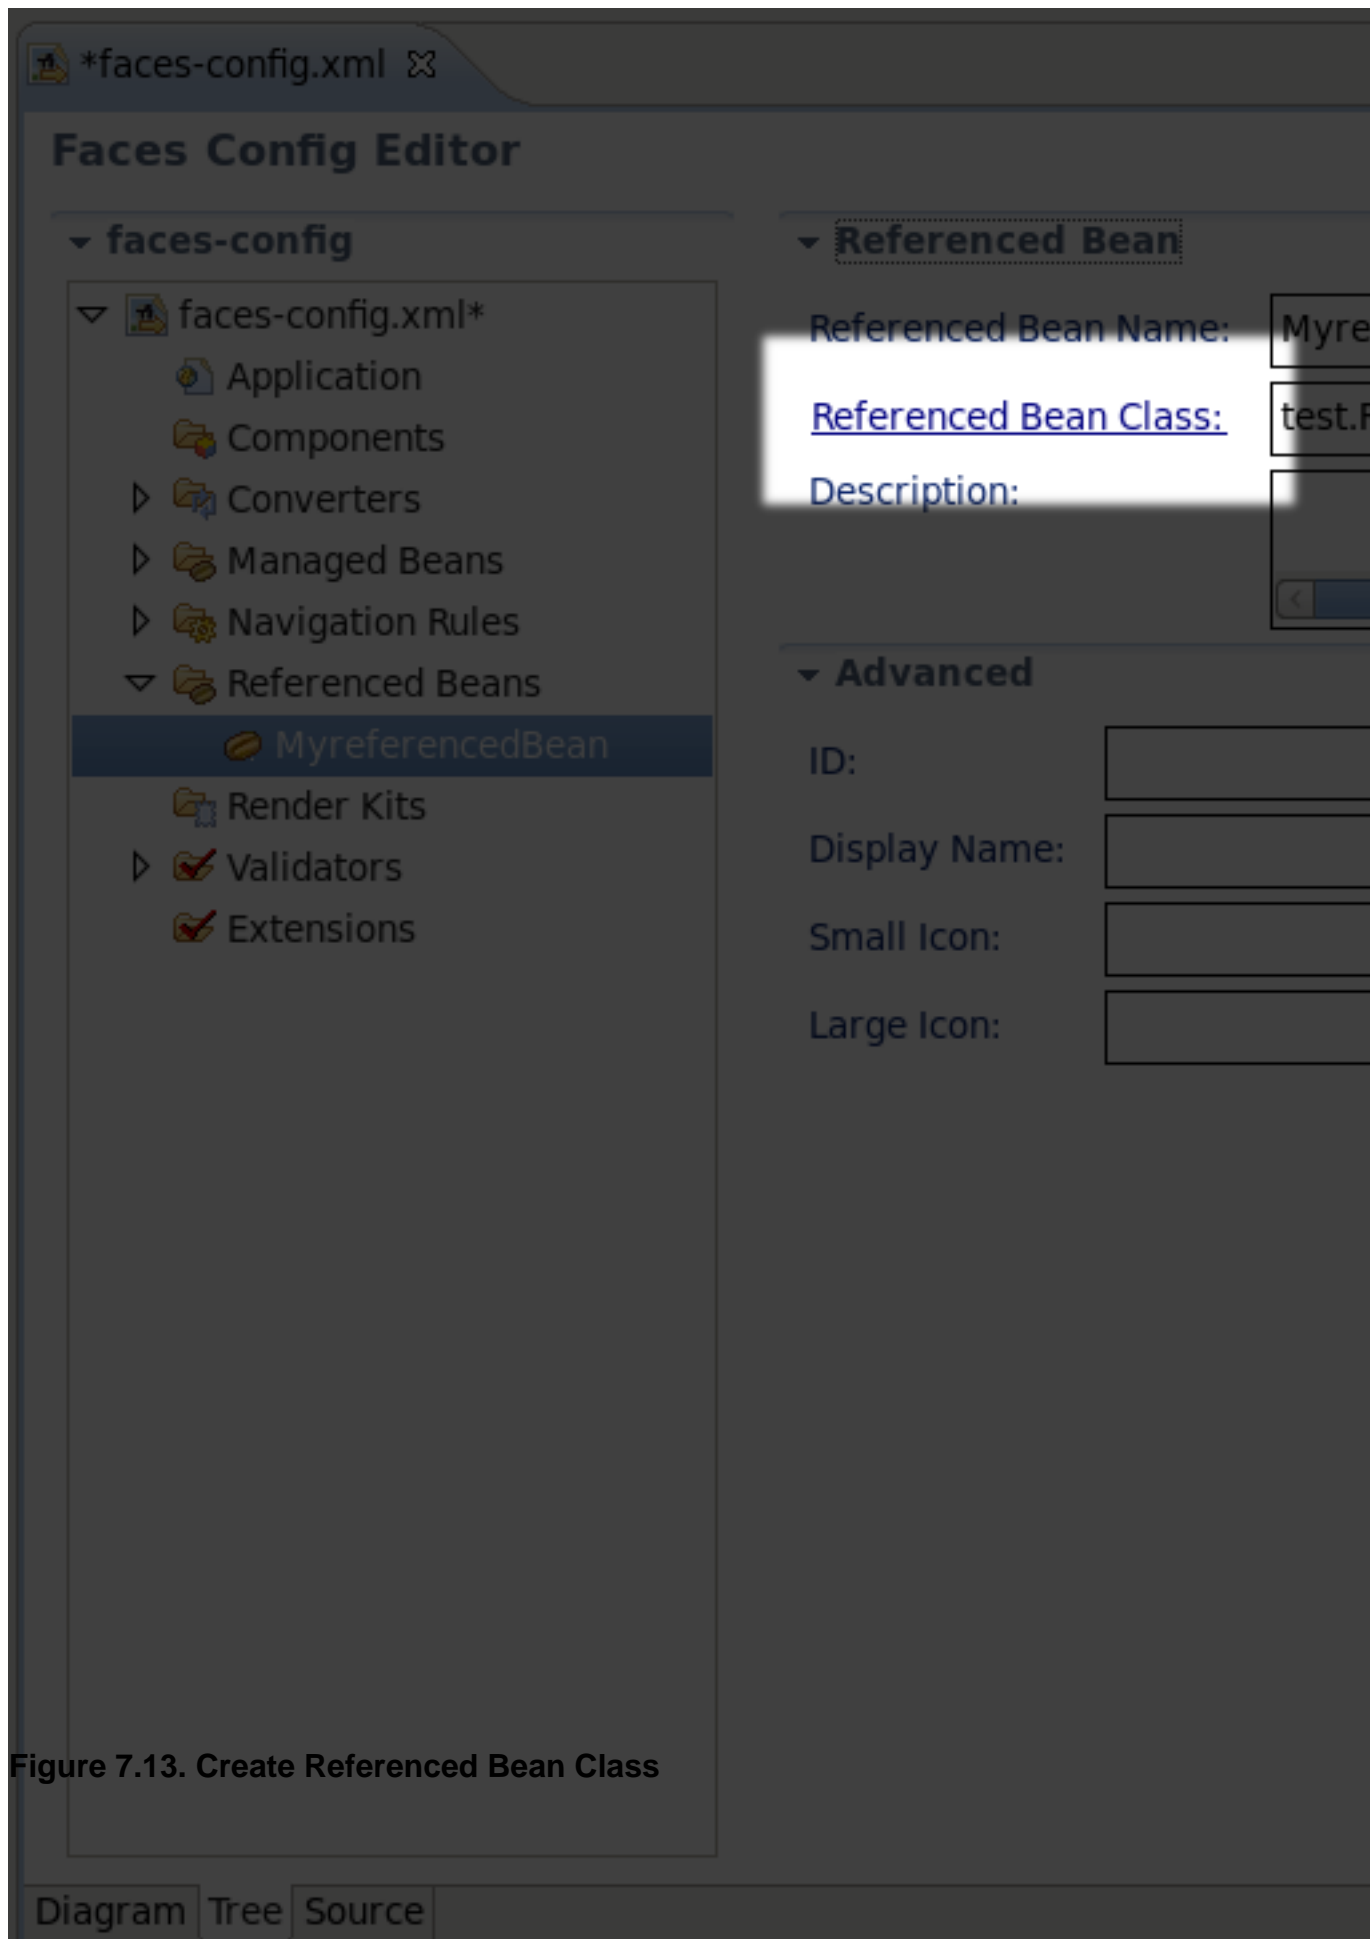 *faces-config.xml
Faces Config Editor
faces-config
faces-config.xml*
Application
Components
Converters
Managed Beans
Navigation Rules
Referenced Beans
MyreferencedBean
Render Kits
Validators
Extensions
Referenced Bean
Referenced Bean Name: Myre
Referenced Bean Class: test.
Description:
Advanced
ID:
Display Name:
Small Icon:
Large Icon:
Figure 7.13. Create Referenced Bean Class
Diagram Tree Source